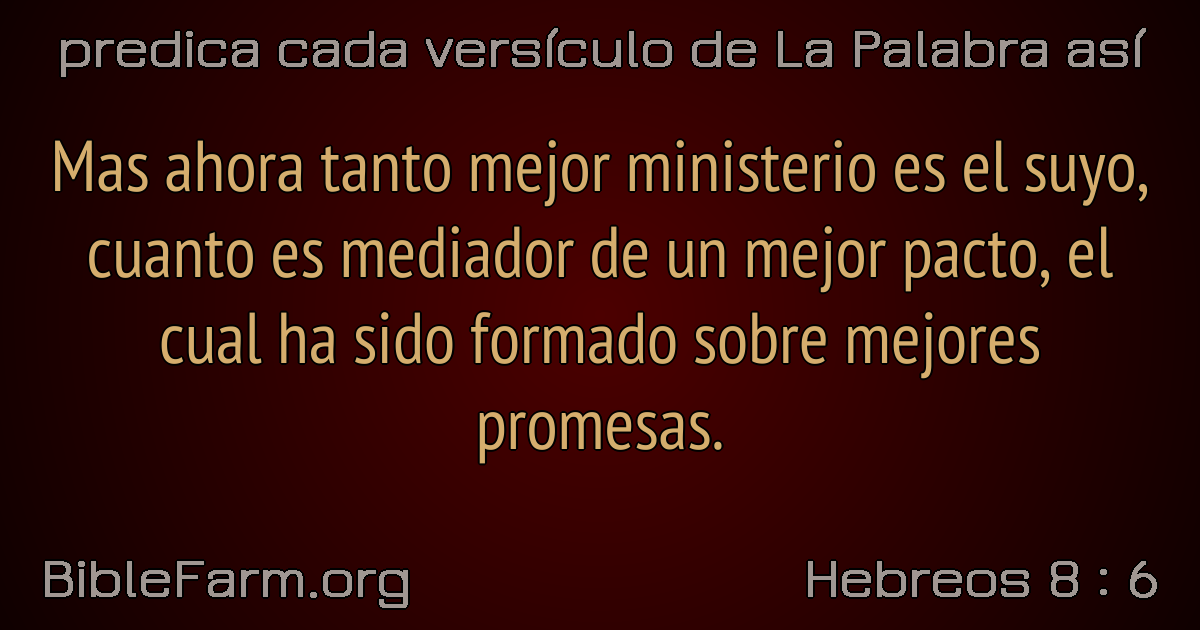 predica cada versículo de La Palabra así
Mas ahora tanto mejor ministerio es el suyo,
cuanto es mediador de un mejor pacto, el
cual ha sido formado sobre mejores
promesas.
BibleFarm.org
Hebreos 8 : 6